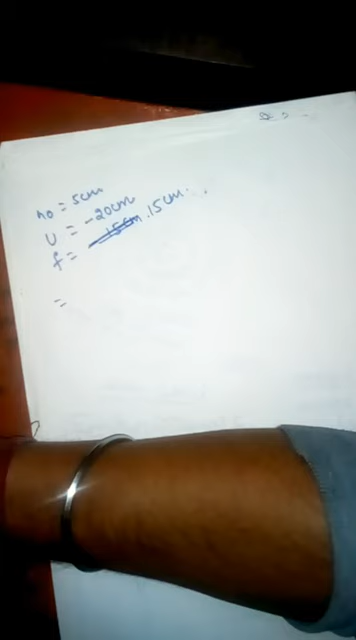 ho = 5cm
u = -20cm
f = 15cm.
=